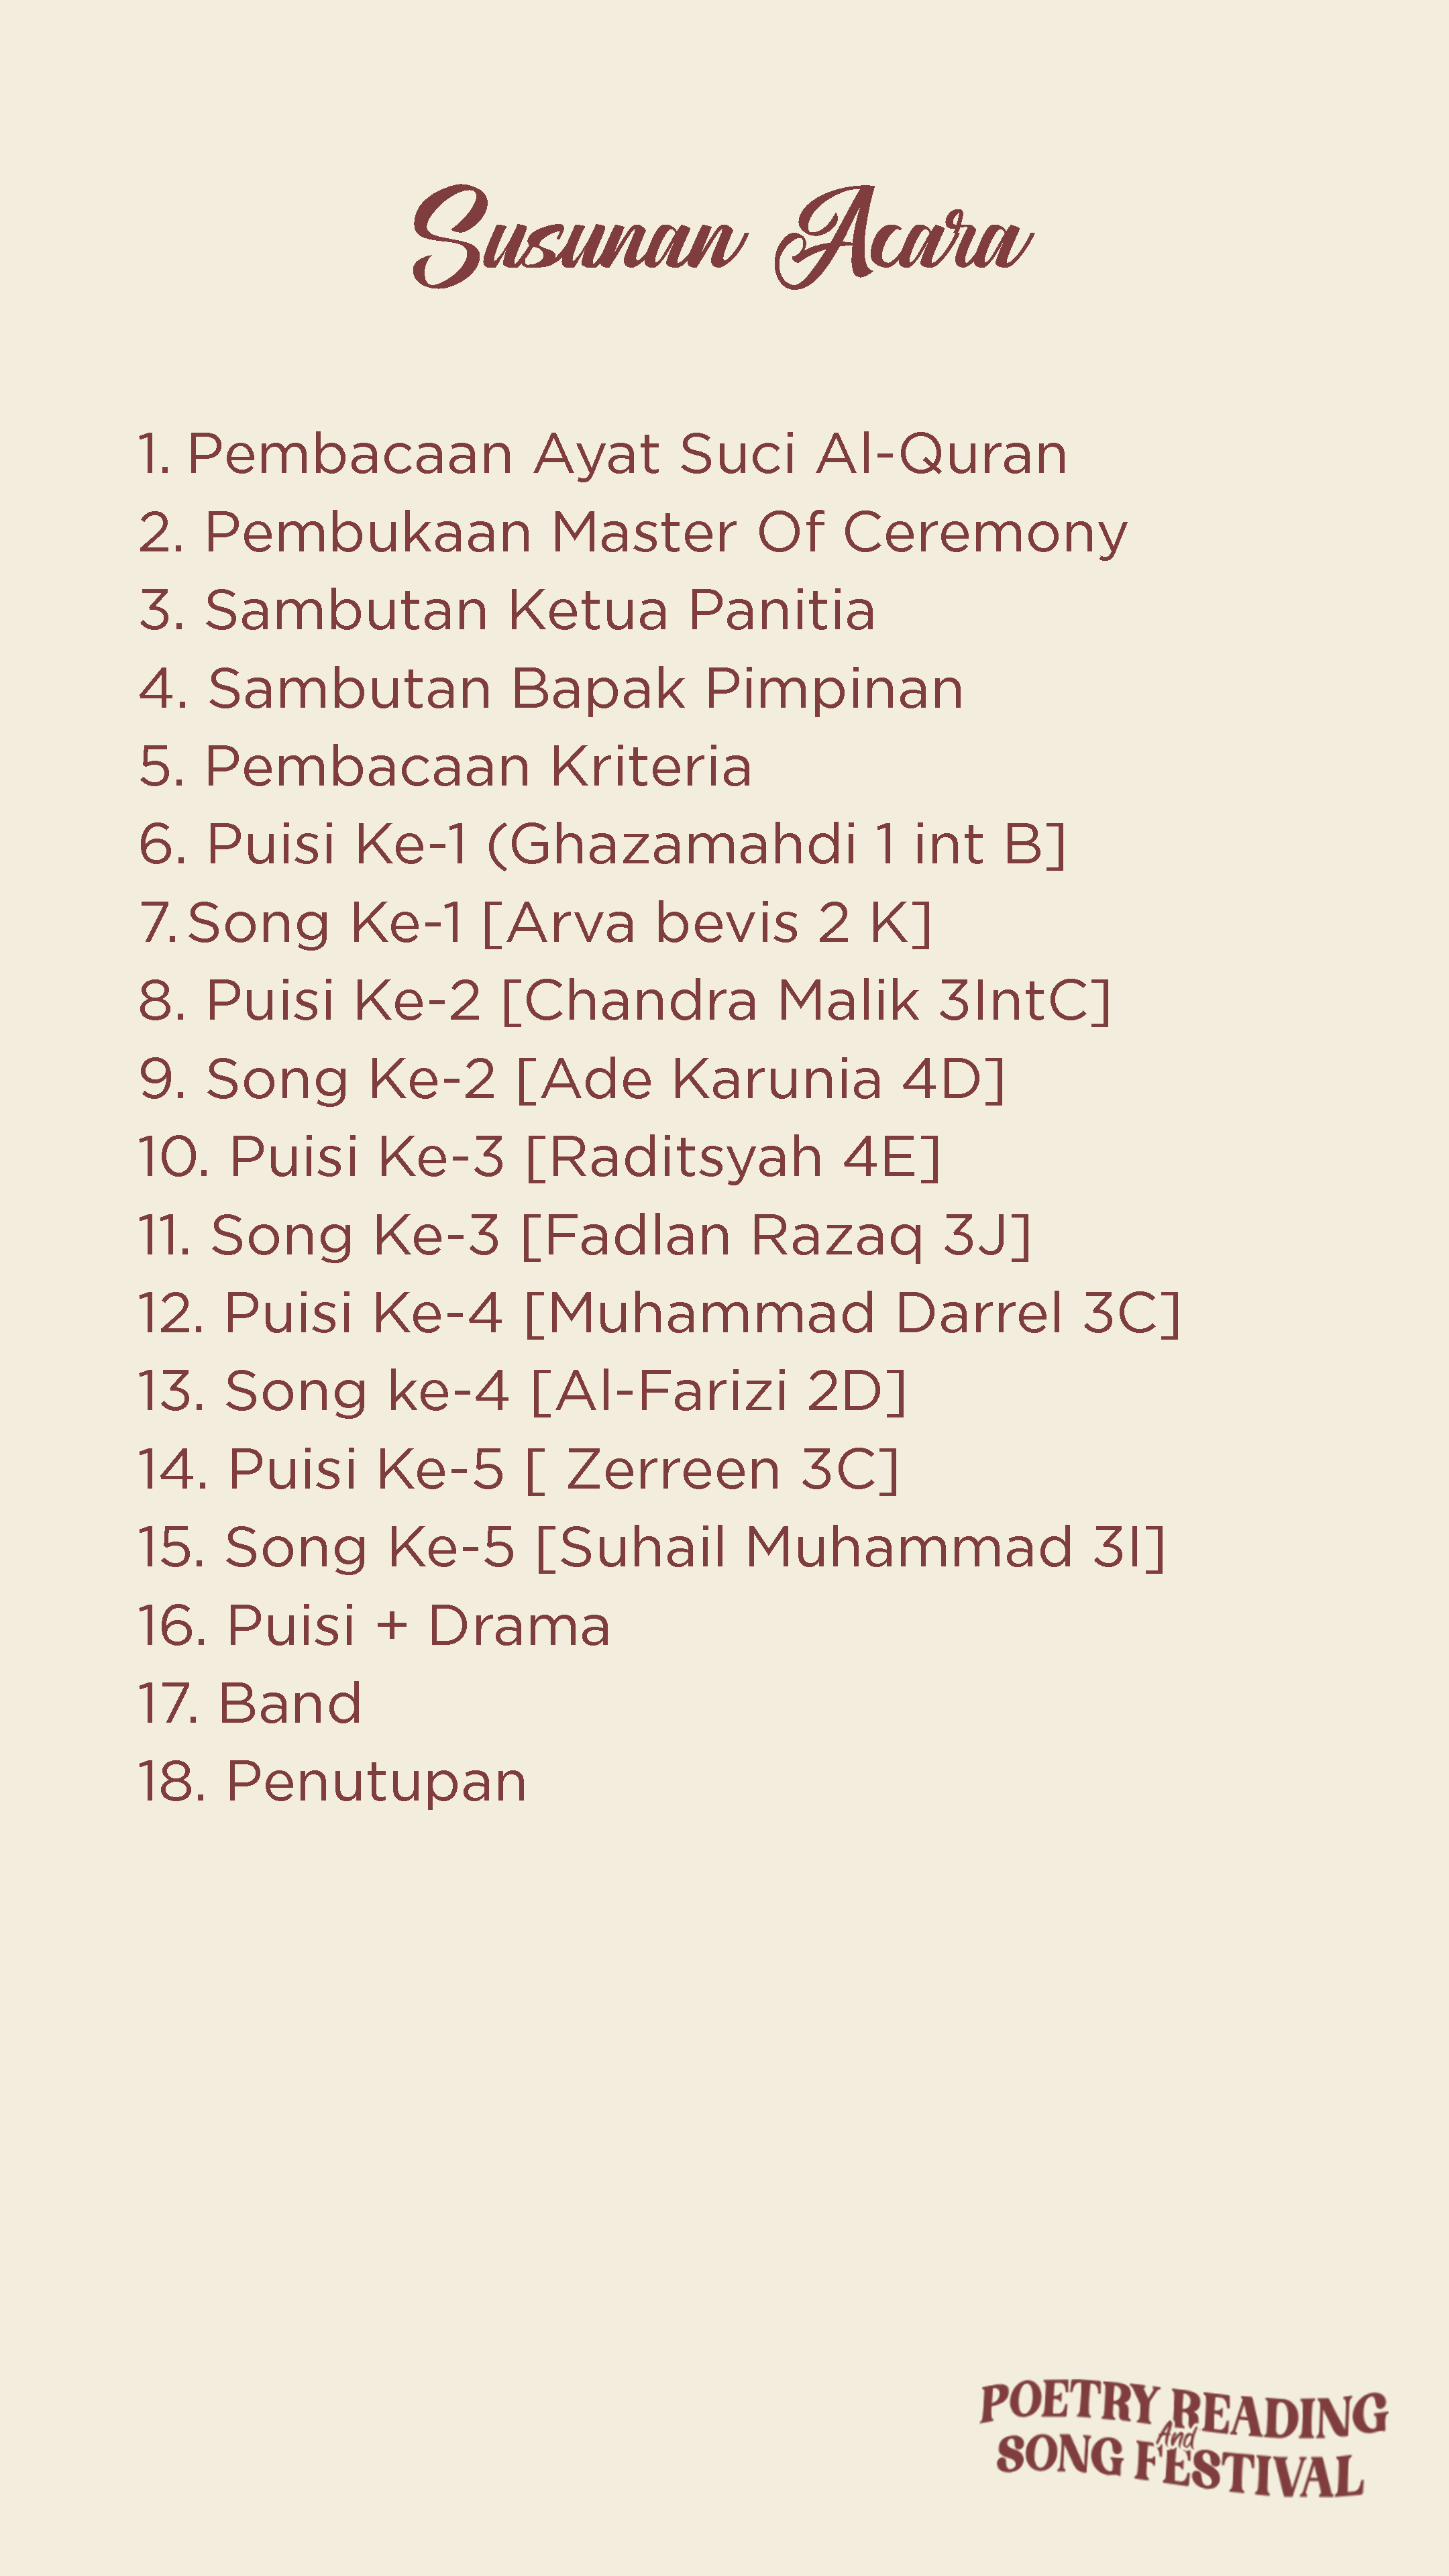 Susunan Acara
1. Pembacaan Ayat Suci Al-Quran
2. Pembukaan Master Of Ceremony
3. Sambutan Ketua Panitia
4. Sambutan Bapak Pimpinan
5. Pembacaan Kriteria
6. Puisi Ke-1 (Ghazamahdi 1 int B]
7. Song Ke-1 [Arva bevis 2 K]
8. Puisi Ke-2 [Chandra Malik 3IntC]
9. Song Ke-2 [Ade Karunia 4D]
10. Puisi Ke-3 [Raditsyah 4E]
11. Song Ke-3 [Fadlan Razaq 3J]
12. Puisi Ke-4 [Muhammad Darrel 3C]
13. Song ke-4 [Al-Farizi 2D]
14. Puisi Ke-5 [ Zerreen 3C]
15. Song Ke-5 [Suhail Muhammad 3I]
16. Puisi + Drama
17. Band
18. Penutupan
POETRY READING
And
SONG FESTIVAL